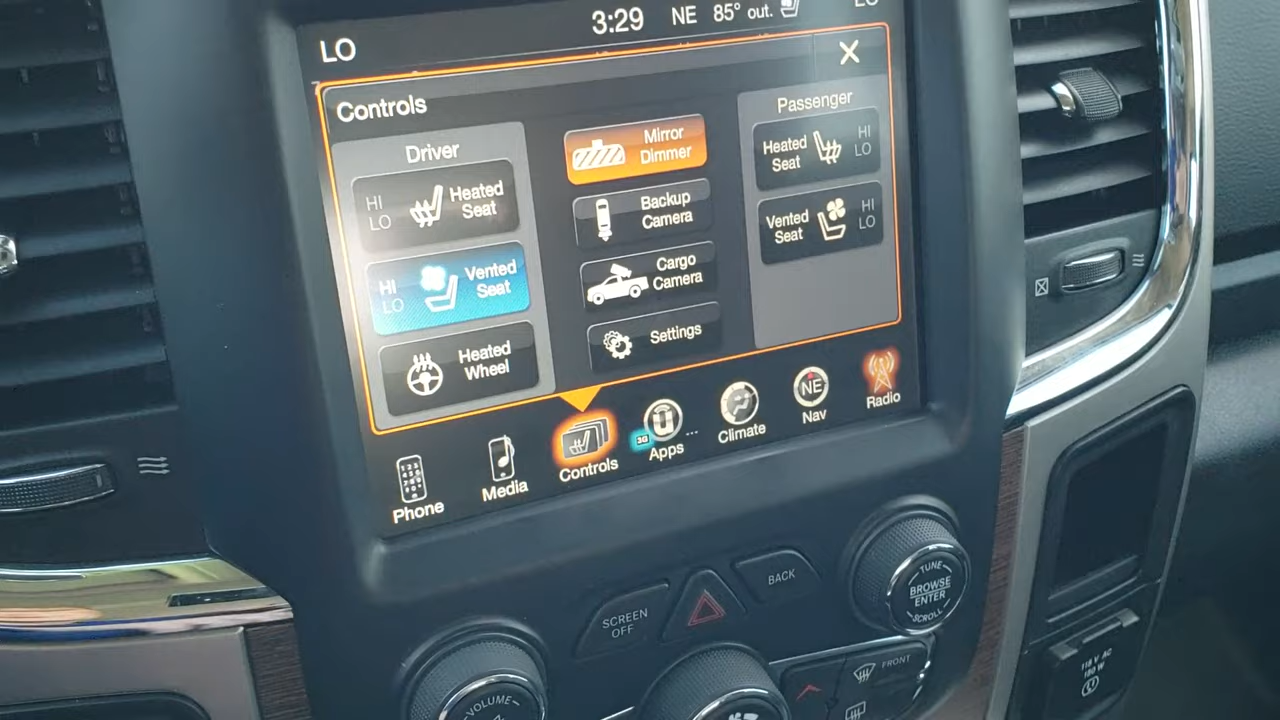 LO
3:29 NE 85° out.
LO
Controls
Driver
HI
LO
Heated
Seat
HI
LO
Vented
Seat
Heated
Wheel
Mirror
Dimmer
Backup
Camera
Cargo
Camera
Settings
Passenger
Heated
Seat
HI
LO
Vented
Seat
HI
LO
Phone
Media
Controls
3G
Apps ...
Climate
NE
Nav
Radio
SCREEN
OFF
BACK
TUNE
BROWSE
ENTER
SCROLL
VOLUME
FRONT